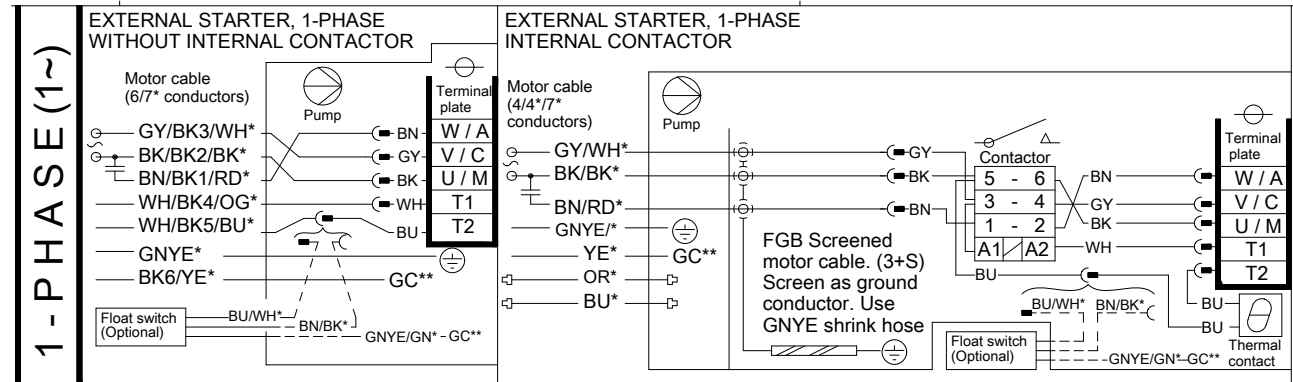 1 - P H A S E (1~)
EXTERNAL STARTER, 1-PHASE
WITHOUT INTERNAL CONTACTOR
Motor cable
(6/7* conductors)
Pump
Terminal
plate
GY/BK3/WH*
BN
W / A
BK/BK2/BK*
GY
V / C
BN/BK1/RD*
BK
U / M
WH/BK4/OG*
WH
T1
WH/BK5/BU*
BU
T2
GNYE*
BK6/YE*
GC**
Float switch
(Optional)
BU/WH*
BN/BK*
GNYE/GN*
GC**
EXTERNAL STARTER, 1-PHASE
INTERNAL CONTACTOR
Motor cable
(4/4*/7*
conductors)
Pump
Terminal
plate
GY/WH*
GY
BK/BK*
BK
BN/RD*
BN
GNYE/*
YE*
GC**
OR*
BU*
FGB Screened
motor cable. (3+S)
Screen as ground
conductor. Use
GNYE shrink hose
Contactor
5 - 6
3 - 4
1 - 2
A1
A2
BN
W / A
GY
V / C
BK
U / M
WH
T1
T2
BU
BU/WH*
BN/BK*
BU
BU
Float switch
(Optional)
GNYE/GN*
GC**
Thermal
contact